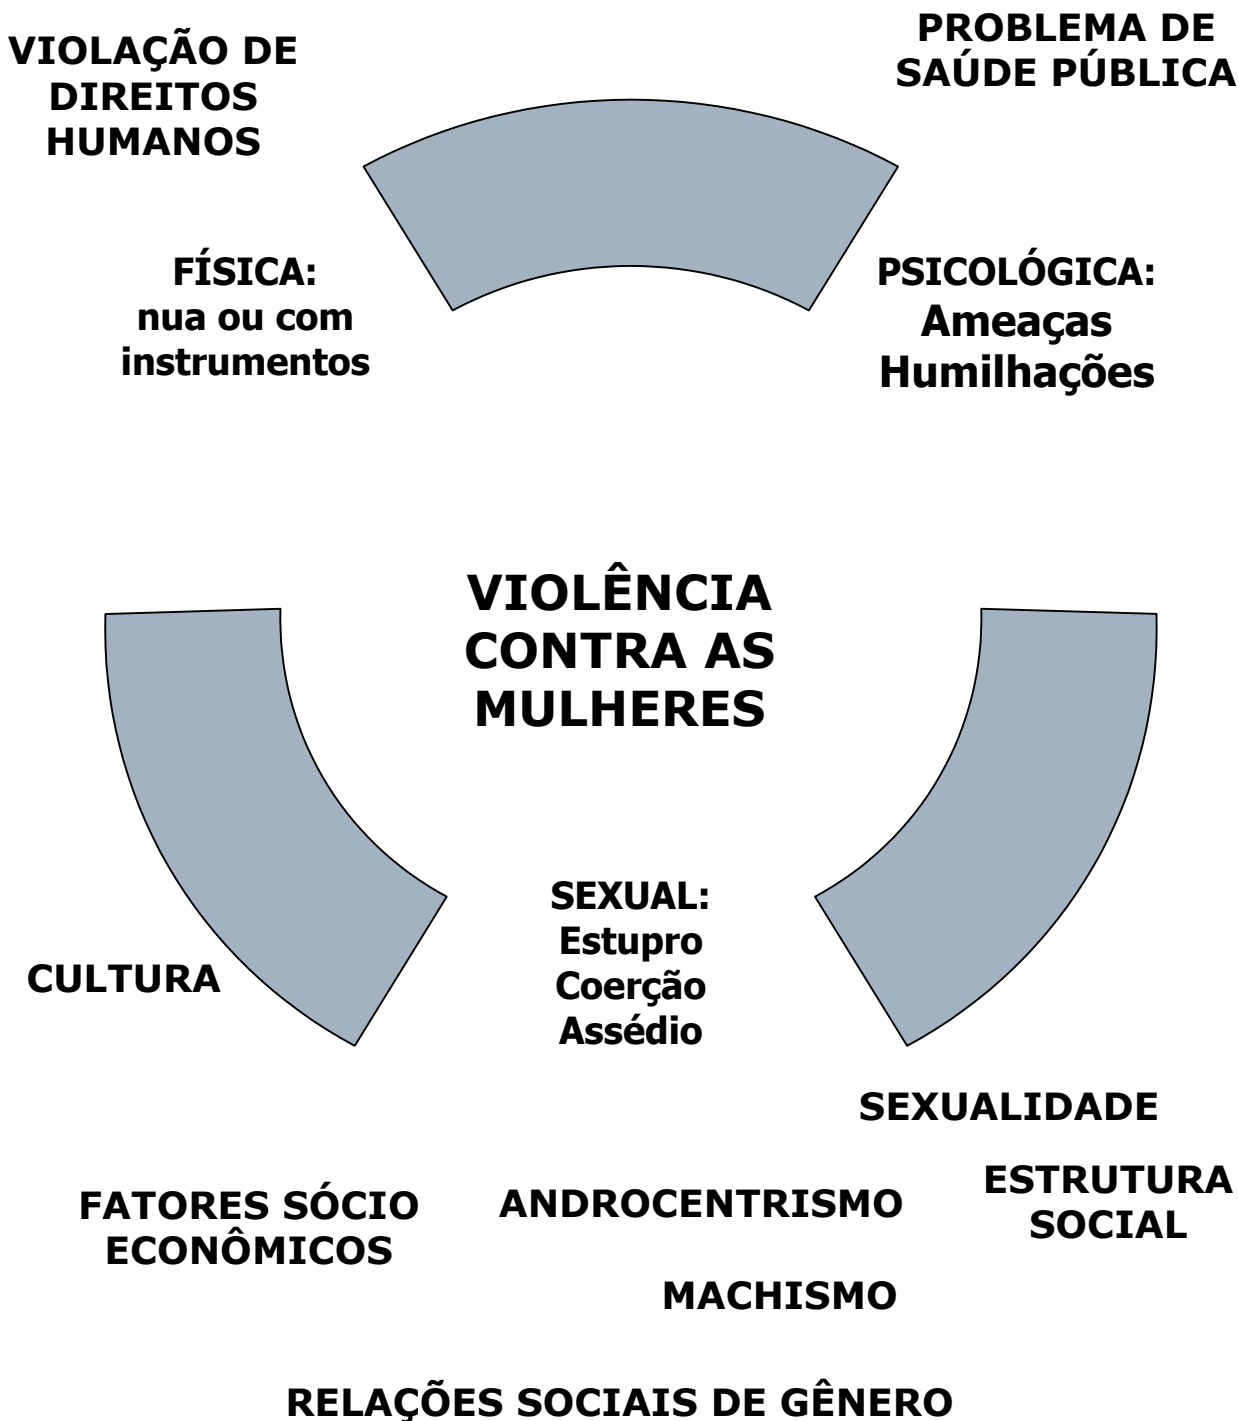 VIOLAÇÃO DE
DIREITOS
HUMANOS
PROBLEMA DE
SAÚDE PÚBLICA
FÍSICA:
nua ou com
instrumentos
PSICOLÓGICA:
Ameaças
Humilhações
VIOLÊNCIA
CONTRA AS
MULHERES
SEXUAL:
Estupro
Coerção
Assédio
CULTURA
SEXUALIDADE
FATORES SÓCIO
ECONÔMICOS
ANDROCENTRISMO
ESTRUTURA
SOCIAL
MACHISMO
RELAÇÕES SOCIAIS DE GÊNERO